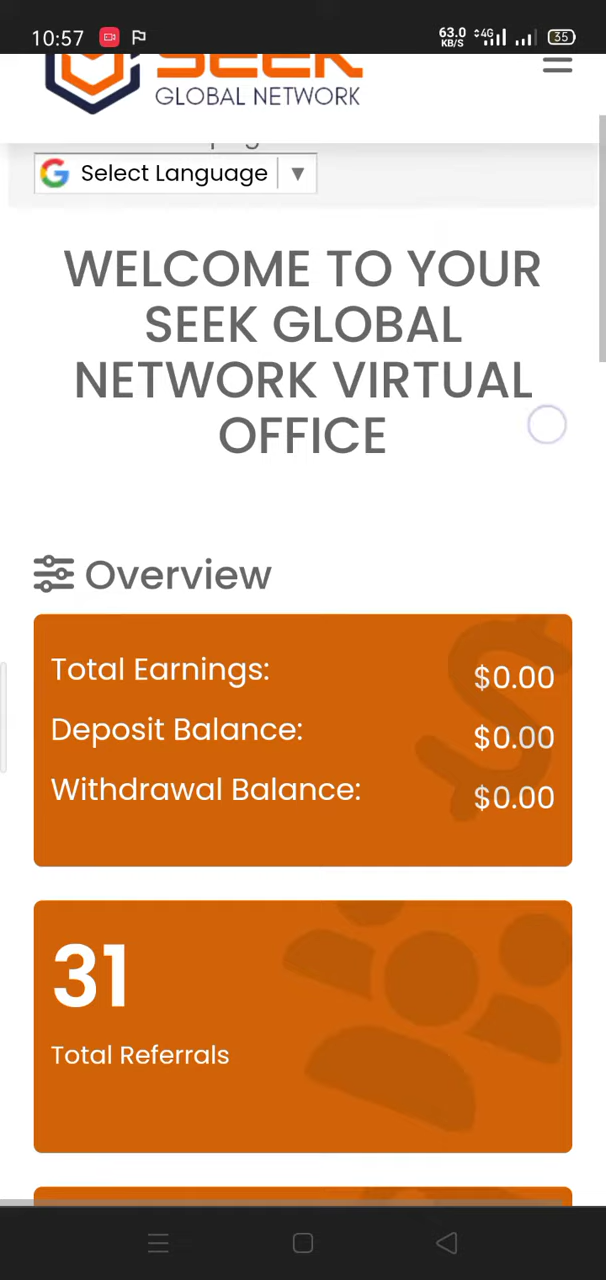 10:57
63.0
KB/S
4G
35
SEEK
GLOBAL NETWORK
Select Language ▼
WELCOME TO YOUR
SEEK GLOBAL
NETWORK VIRTUAL
OFFICE
Overview
Total Earnings: $0.00
Deposit Balance: $0.00
Withdrawal Balance: $0.00
31
Total Referrals